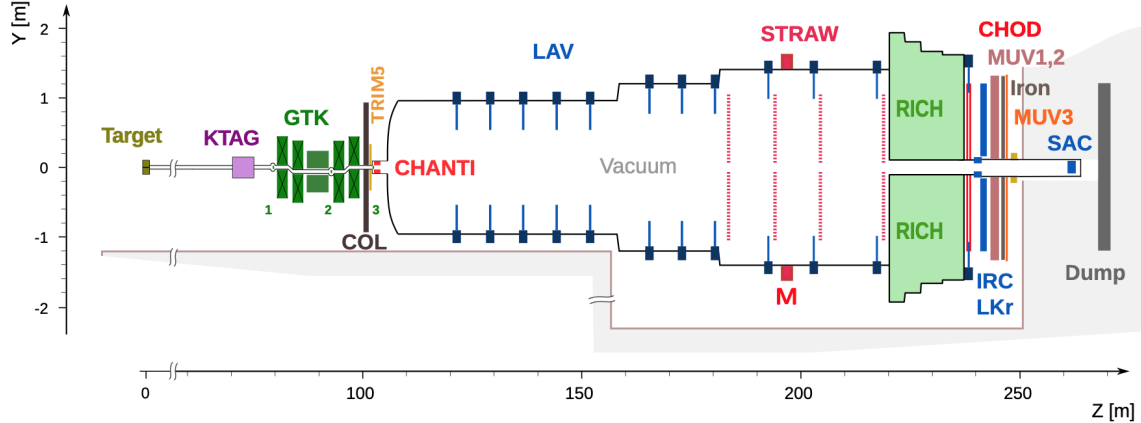 Y [m]
2
1
0
-1
-2
Target
KTAG
GTK
1
2
3
COL
TRIM5
CHANTI
LAV
Vacuum
STRAW
M
RICH
RICH
CHOD
MUV1,2
Iron
MUV3
SAC
IRC
LKr
Dump
0
100
150
200
250
Z [m]